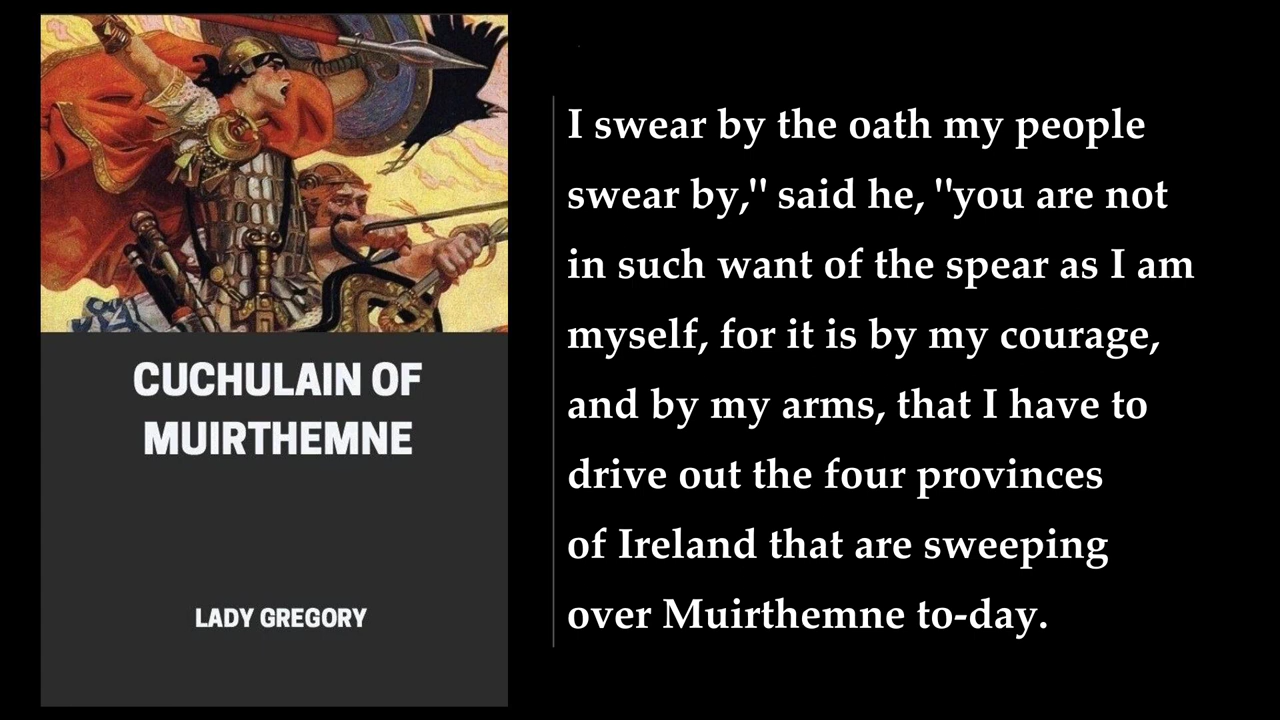 CUCHULAIN OF
MUIRTHEMNE
LADY GREGORY
I swear by the oath my people
swear by," said he, "you are not
in such want of the spear as I am
myself, for it is by my courage,
and by my arms, that I have to
drive out the four provinces
of Ireland that are sweeping
over Muirthemne to-day.